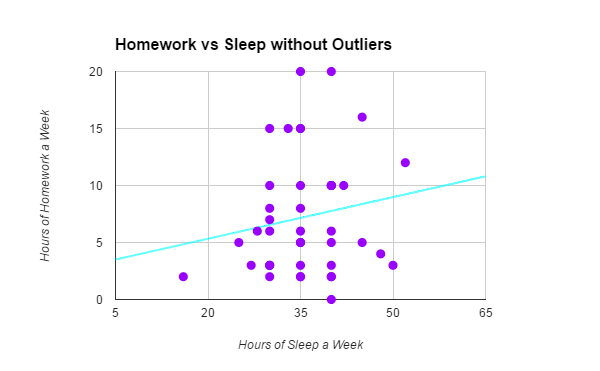 Homework vs Sleep without Outliers
Hours of Homework a Week
20
15
10
5
0
5 20 35 50 65
Hours of Sleep a Week